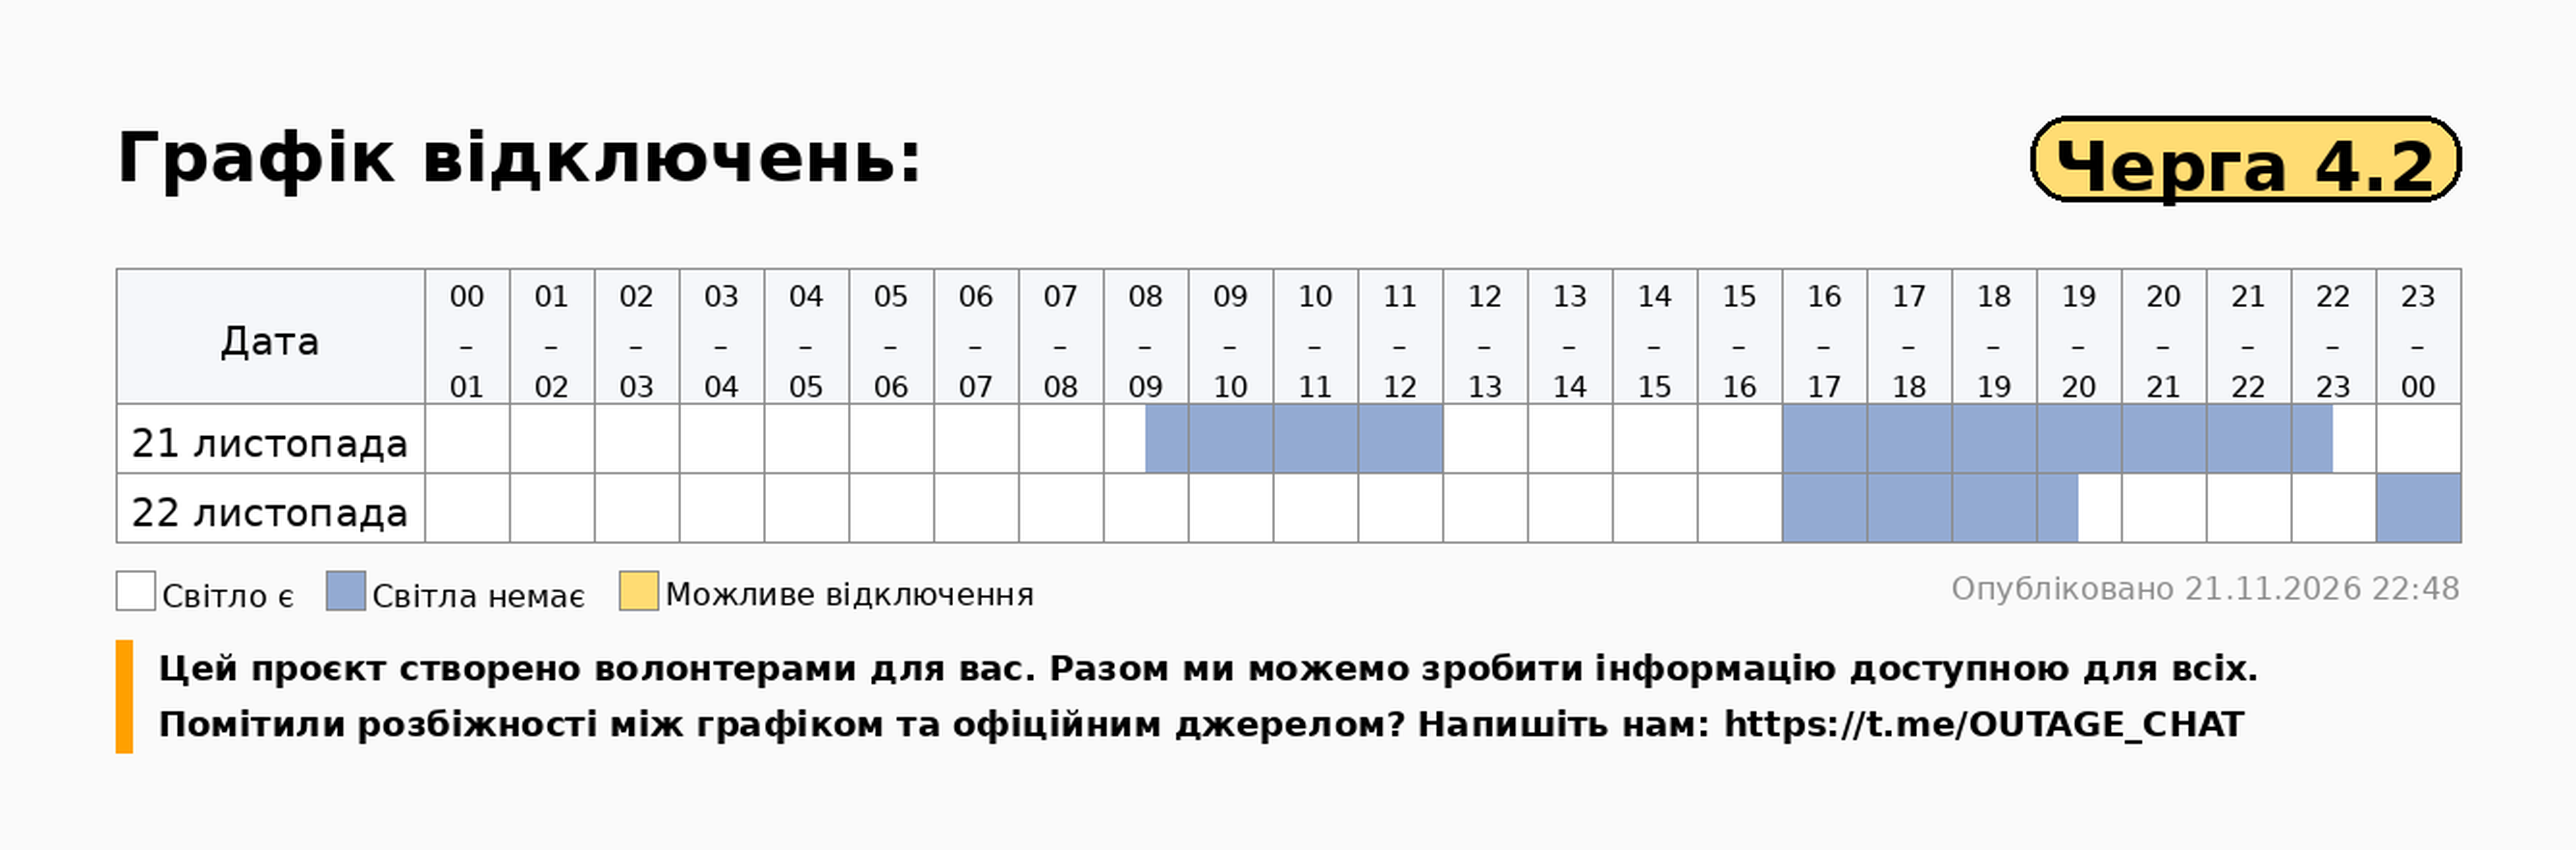 Графік відключень:
Черга 4.2
Дата 00 – 01 01 – 02 02 – 03 03 – 04 04 – 05 05 – 06 06 – 07 07 – 08 08 – 09 09 – 10 10 – 11 11 – 12 12 – 13 13 – 14 14 – 15 15 – 16 16 – 17 17 – 18 18 – 19 19 – 20 20 – 21 21 – 22 22 – 23 23 – 00
21 листопада
22 листопада
Світло є Світла немає Можливе відключення
Опубліковано 21.11.2026 22:48
Цей проєкт створено волонтерами для вас. Разом ми можемо зробити інформацію доступною для всіх.
Помітили розбіжності між графіком та офіційним джерелом? Напишіть нам: https://t.me/OUTAGE_CHAT